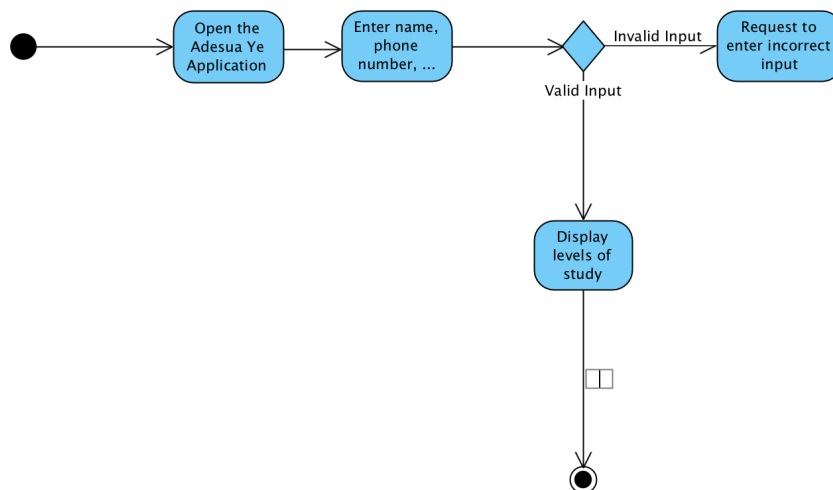 Open the
Adesua Ye
Application
Enter name,
phone
number, ...
Invalid Input
Request to
enter incorrect
input
Valid Input
Display
levels of
study